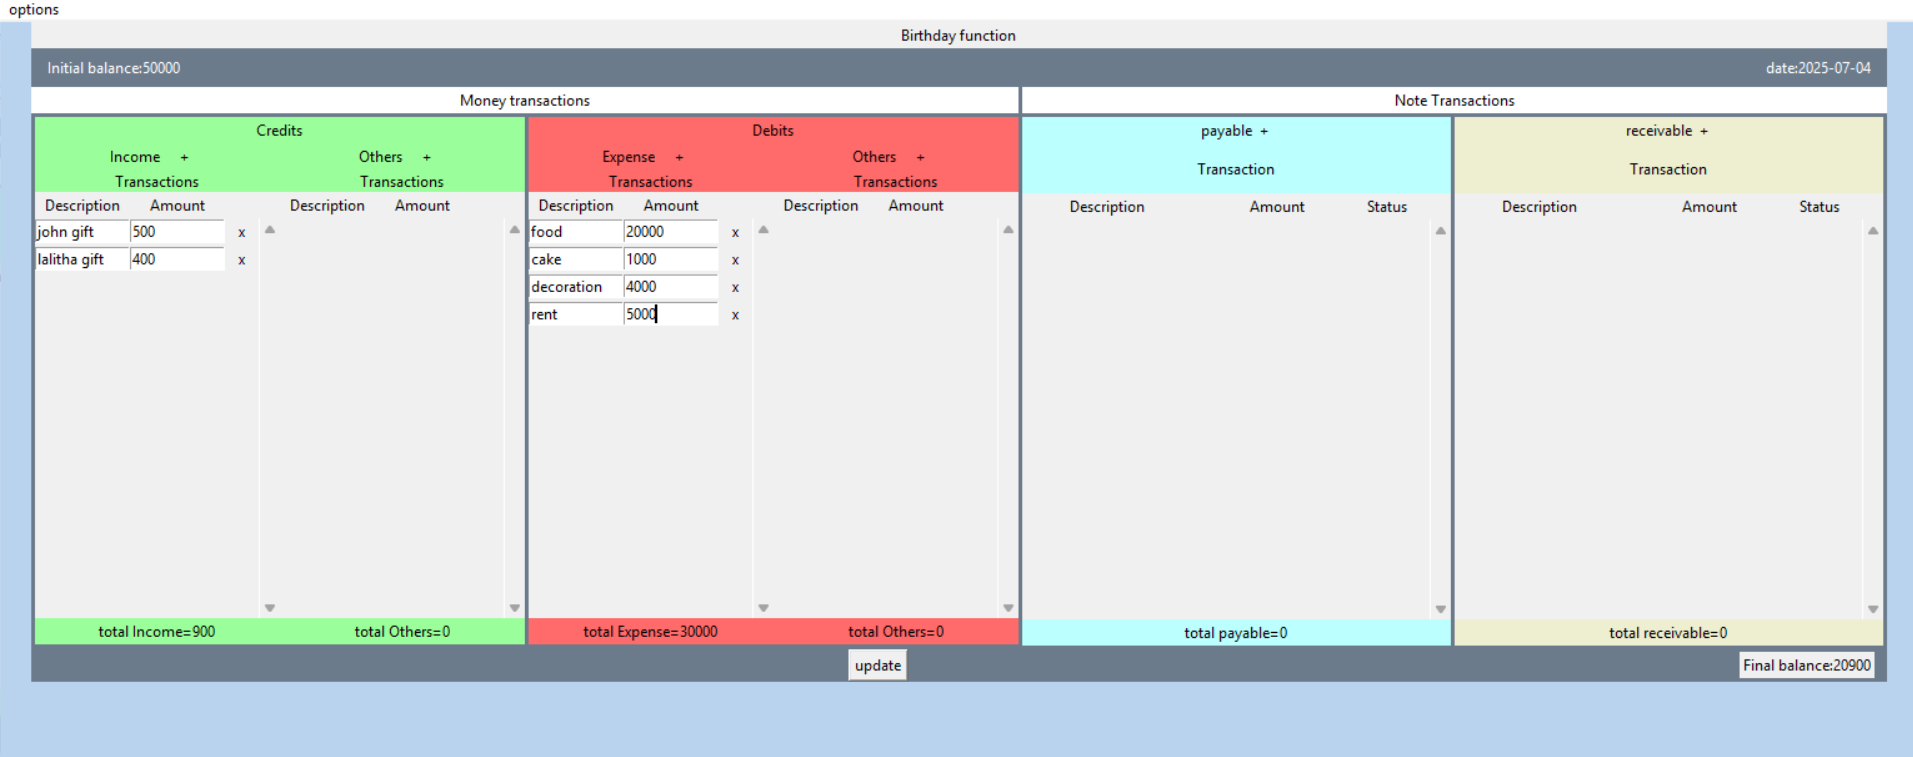 options
Birthday function
Initial balance:50000 date:2025-07-04
Money transactions Note Transactions
Credits Debits payable + receivable +
Income + Others + Expense + Others +
Transactions Transactions Transactions Transactions Transaction Transaction
Description Amount Description Amount Description Amount Description Amount Description Amount Status Description Amount Status
john gift 500 x food 20000 x
lalitha gift 400 x cake 1000 x
decoration 4000 x
rent 5000 x
total Income=900 total Others=0 total Expense=30000 total Others=0 total payable=0 total receivable=0
update Final balance:20900